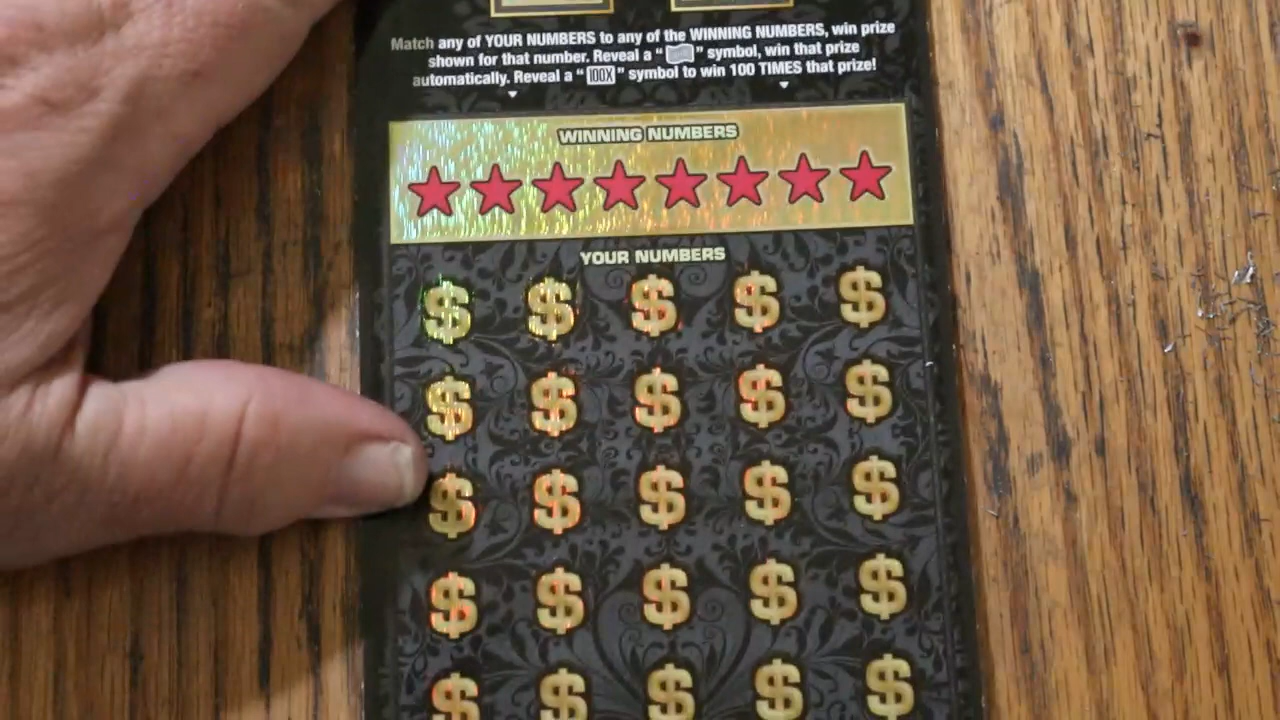 Match any of YOUR NUMBERS to any of the WINNING NUMBERS, win prize
shown for that number. Reveal a “ ” symbol, win that prize
automatically. Reveal a “ 100X ” symbol to win 100 TIMES that prize!
WINNING NUMBERS
YOUR NUMBERS
$ $ $ $ $
$ $ $ $ $
$ $ $ $ $
$ $ $ $ $
$ $ $ $ $